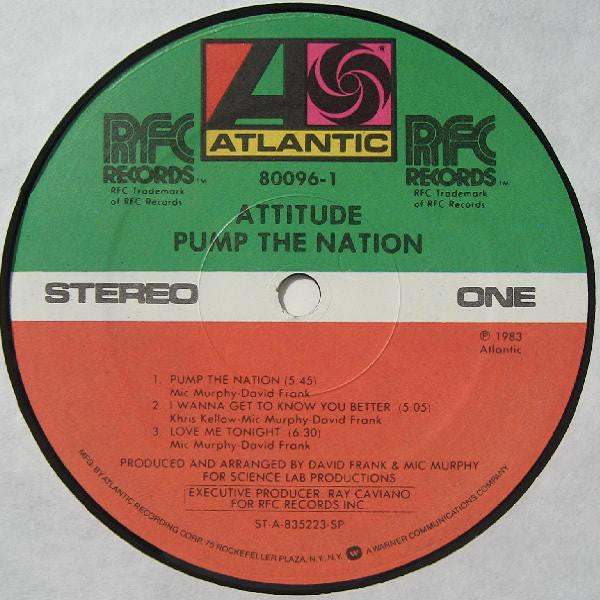 ATLANTIC
RFC
RECORDS TM
RFC Trademark
of RFC Records
RFC
RECORDS TM
RFC Trademark
of RFC Records
80096-1
ATTITUDE
PUMP THE NATION
STEREO
ONE
℗ 1983
Atlantic
1. PUMP THE NATION (5:45)
Mic Murphy-David Frank
2. I WANNA GET TO KNOW YOU BETTER (5:05)
Khris Kellow-Mic Murphy-David Frank
3. LOVE ME TONIGHT (6:30)
Mic Murphy-David Frank
PRODUCED AND ARRANGED BY DAVID FRANK & MIC MURPHY
FOR SCIENCE LAB PRODUCTIONS
EXECUTIVE PRODUCER RAY CAVIANO
FOR RFC RECORDS INC
ST-A-835223-SP
MFG. BY ATLANTIC RECORDING CORP. 75 ROCKEFELLER PLAZA, N.Y. N.Y. A WARNER COMMUNICATIONS COMPANY